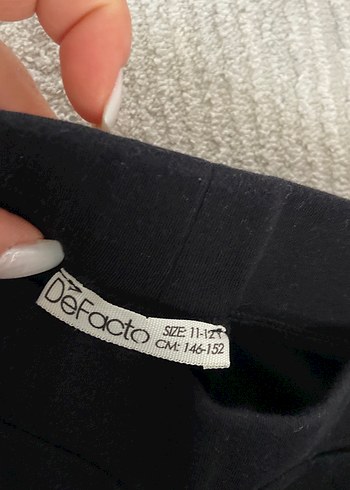 DeFacto
SIZE: 11-12Y
CM: 146-152